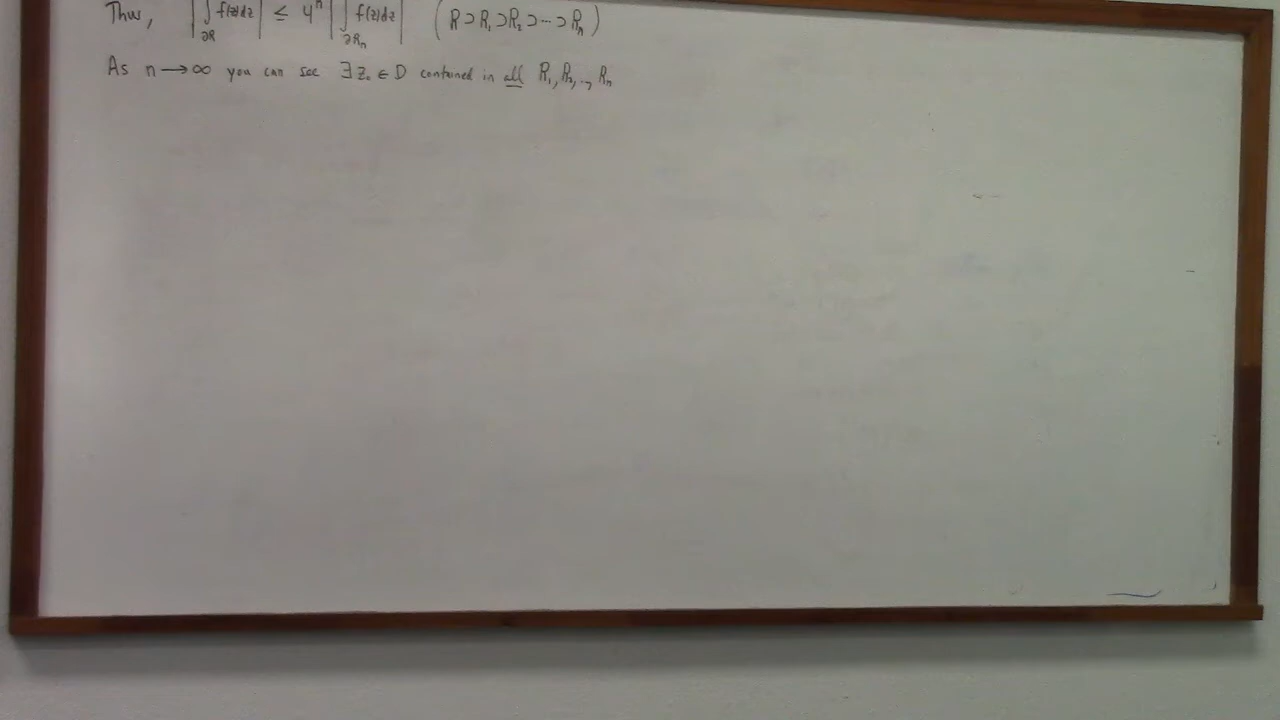 Thus, |∫_{∂R} f(z)dz| ≤ 4ⁿ |∫_{∂Rₙ} f(z)dz| (R ⊃ R₁ ⊃ R₂ ⊃ ⋯ ⊃ Rₙ)
As n → ∞ you can see ∃ z₀ ∈ D contained in all R₁, R₂, .., Rₙ